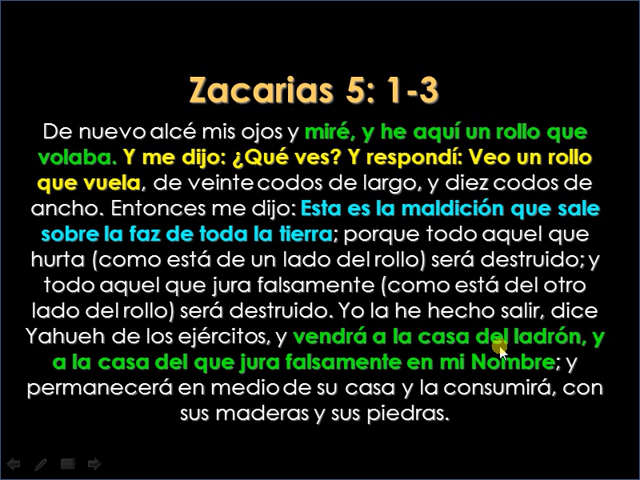 Zacarias 5: 1-3
De nuevo alcé mis ojos y miré, y he aquí un rollo que
volaba. Y me dijo: ¿Qué ves? Y respondí: Veo un rollo
que vuela, de veinte codos de largo, y diez codos de
ancho. Entonces me dijo: Esta es la maldición que sale
sobre la faz de toda la tierra; porque todo aquel que
hurta (como está de un lado del rollo) será destruido; y
todo aquel que jura falsamente (como está del otro
lado del rollo) será destruido. Yo la he hecho salir, dice
Yahueh de los ejércitos, y vendrá a la casa del ladrón, y
a la casa del que jura falsamente en mi Nombre; y
permanecerá en medio de su casa y la consumirá, con
sus maderas y sus piedras.